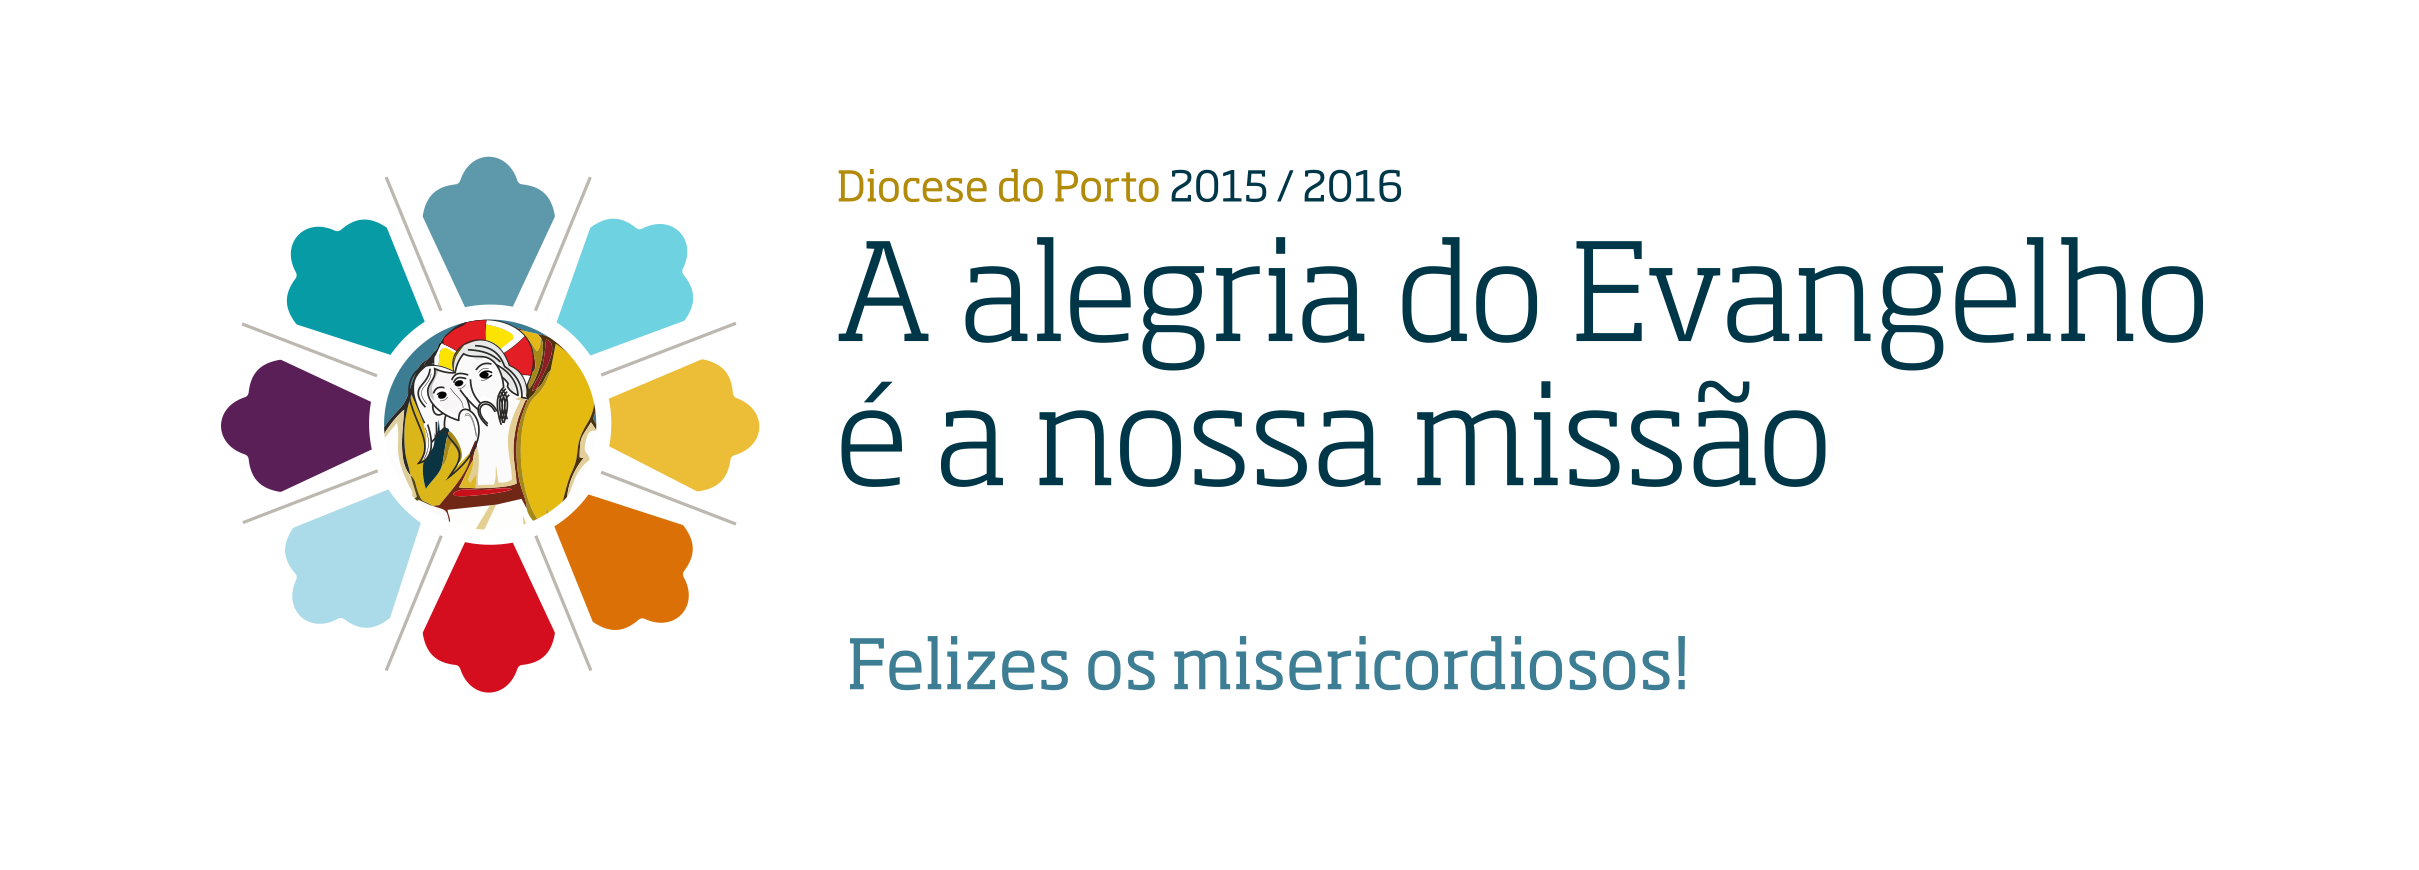 Diocese do Porto 2015 / 2016
A alegria do Evangelho
é a nossa missão
Felizes os misericordiosos!